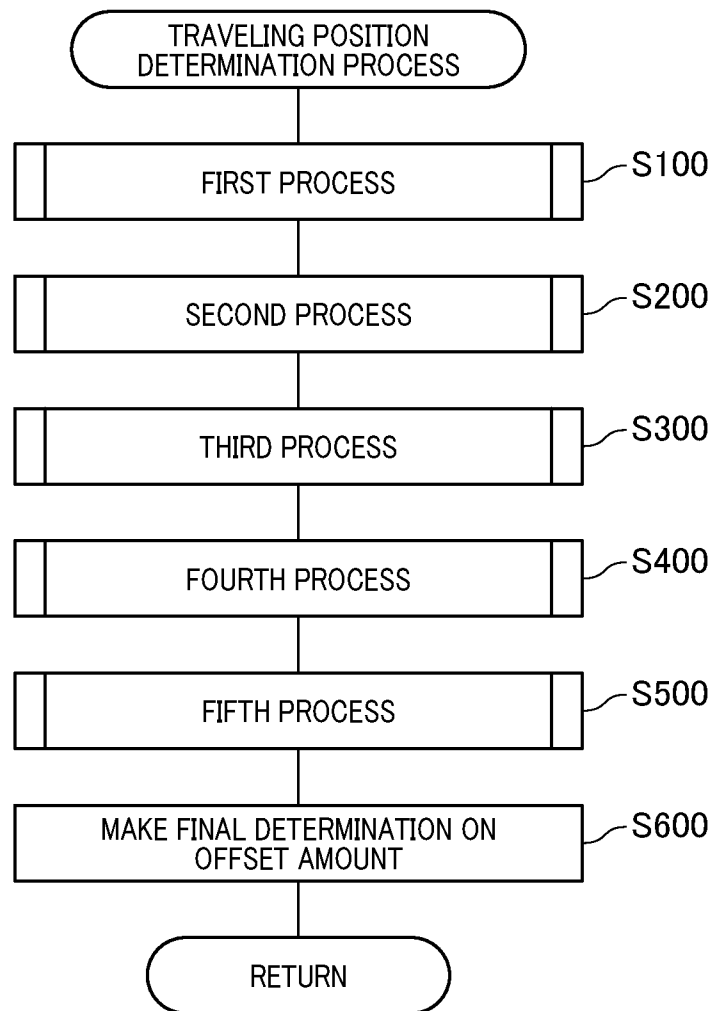 TRAVELING POSITION
DETERMINATION PROCESS
FIRST PROCESS
S100
SECOND PROCESS
S200
THIRD PROCESS
S300
FOURTH PROCESS
S400
FIFTH PROCESS
S500
MAKE FINAL DETERMINATION ON
OFFSET AMOUNT
S600
RETURN